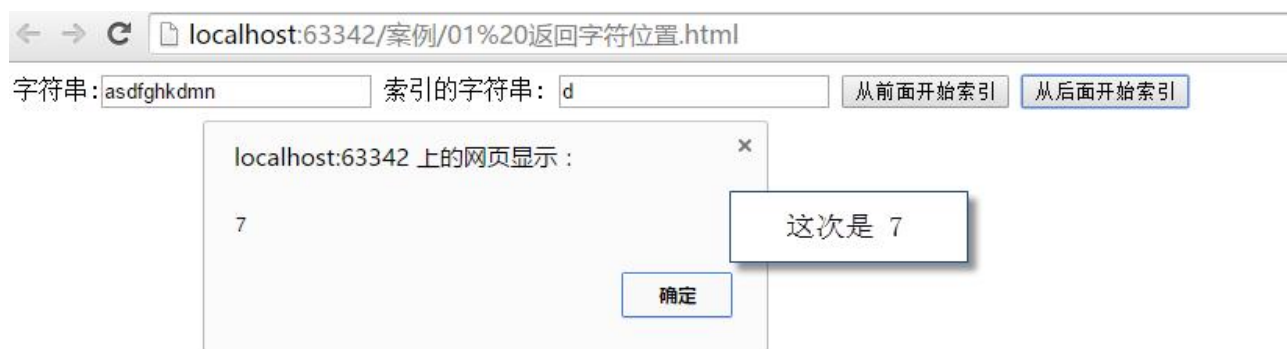 localhost:63342/案例/01%20返回字符位置.html
字符串:asdfghkdmn 索引的字符串: d 从前面开始索引 从后面开始索引
localhost:63342 上的网页显示： ×
7
这次是 7
确定